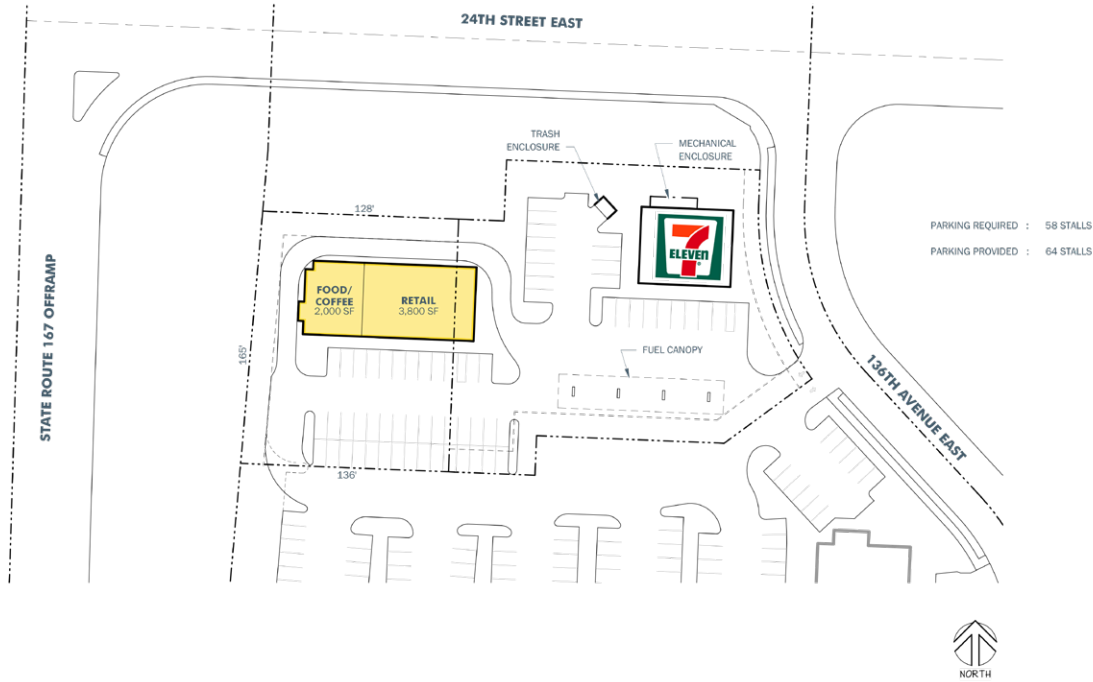 24TH STREET EAST
TRASH
ENCLOSURE
MECHANICAL
ENCLOSURE
128'
7
ELEVEN
®
PARKING REQUIRED : 58 STALLS
PARKING PROVIDED : 64 STALLS
STATE ROUTE 167 OFFRAMP
FOOD/
COFFEE
2,000 SF
RETAIL
3,800 SF
165'
FUEL CANOPY
136TH AVENUE EAST
136'
NORTH